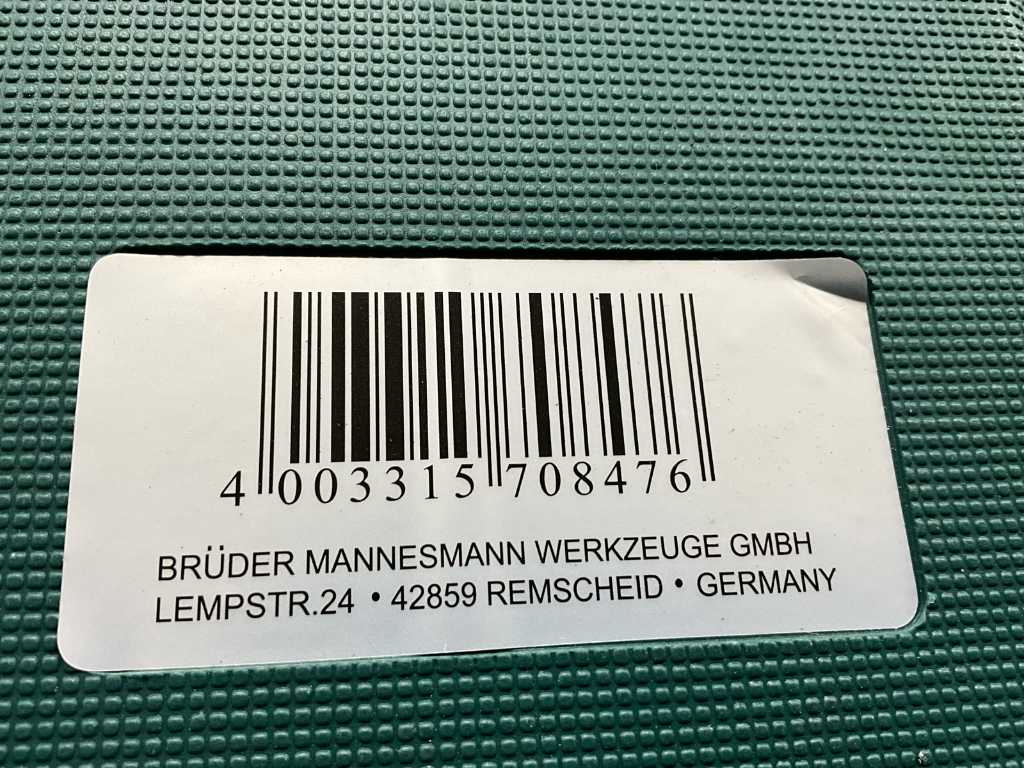 4 003315 708476
BRÜDER MANNESMANN WERKZEUGE GMBH
LEMPSTR.24 • 42859 REMSCHEID • GERMANY